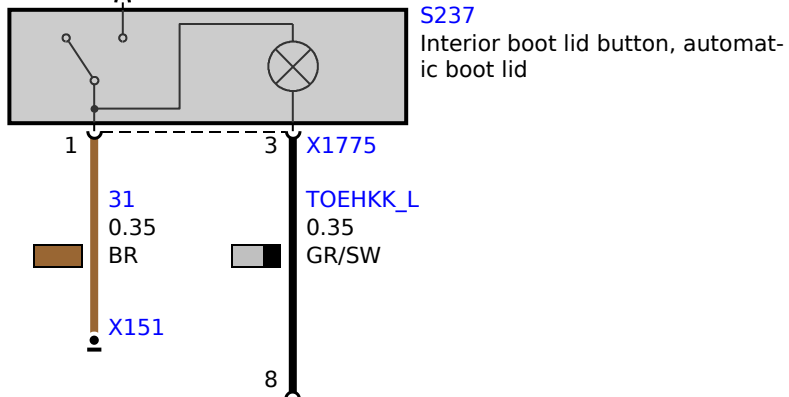 S237
Interior boot lid button, automat-
ic boot lid
1
3
X1775
31
0.35
BR
TOEHKK_L
0.35
GR/SW
X151
8